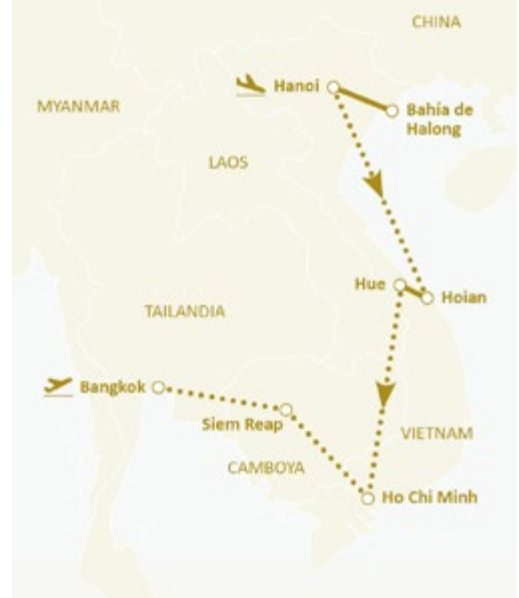 CHINA
Hanoi
MYANMAR
Bahía de
Halong
LAOS
Hue
Hoian
TAILANDIA
Bangkok
Siem Reap
VIETNAM
CAMBOYA
Ho Chi Minh